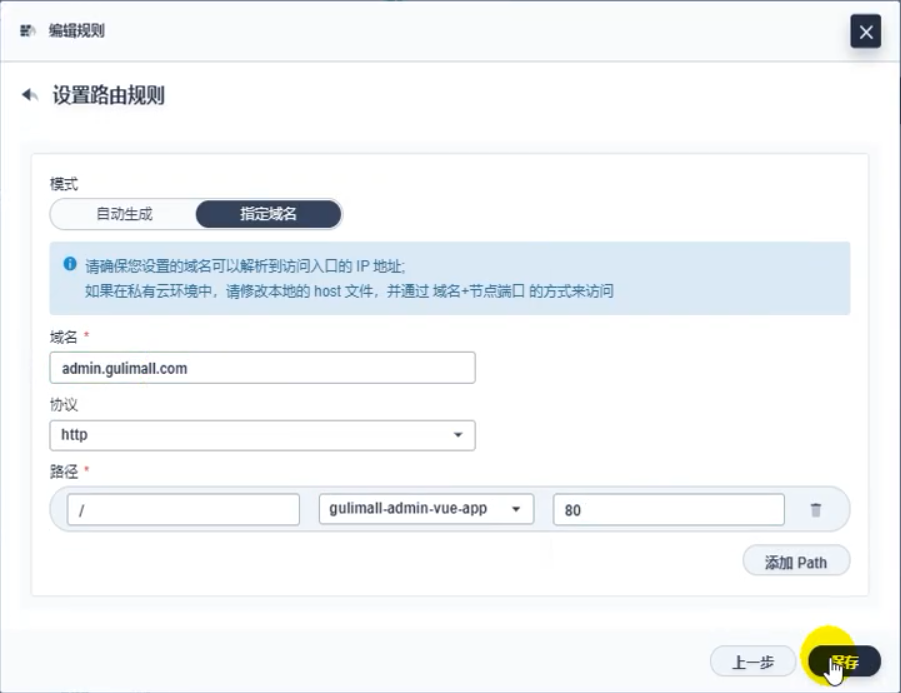 编辑规则
设置路由规则
模式
自动生成 指定域名
请确保您设置的域名可以解析到访问入口的 IP 地址;
如果在私有云环境中，请修改本地的 host 文件，并通过 域名+节点端口 的方式来访问
域名 *
admin.gulimall.com
协议
http
路径 *
/ gulimall-admin-vue-app 80
添加 Path
上一步 保存